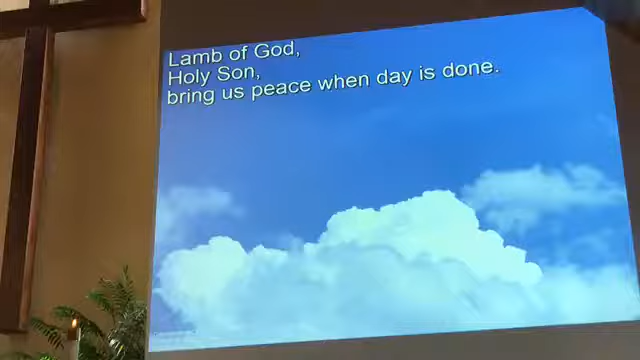 Lamb of God,
Holy Son,
bring us peace when day is done.